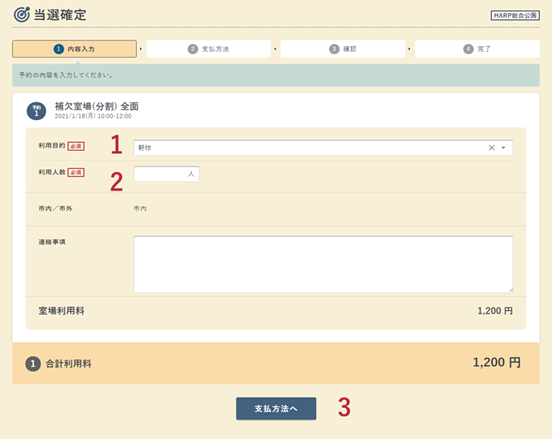 当選確定
HARP総合公園
1 内容入力
2 支払方法
3 確認
4 完了
予約の内容を入力してください。
予約 1
補欠室場(分割) 全面
2021/1/18(月) 10:00-12:00
利用目的 必須 1 野球
利用人数 必須 2 人
市内／市外 市内
連絡事項
室場利用料 1,200 円
1 合計利用料 1,200 円
支払方法へ 3